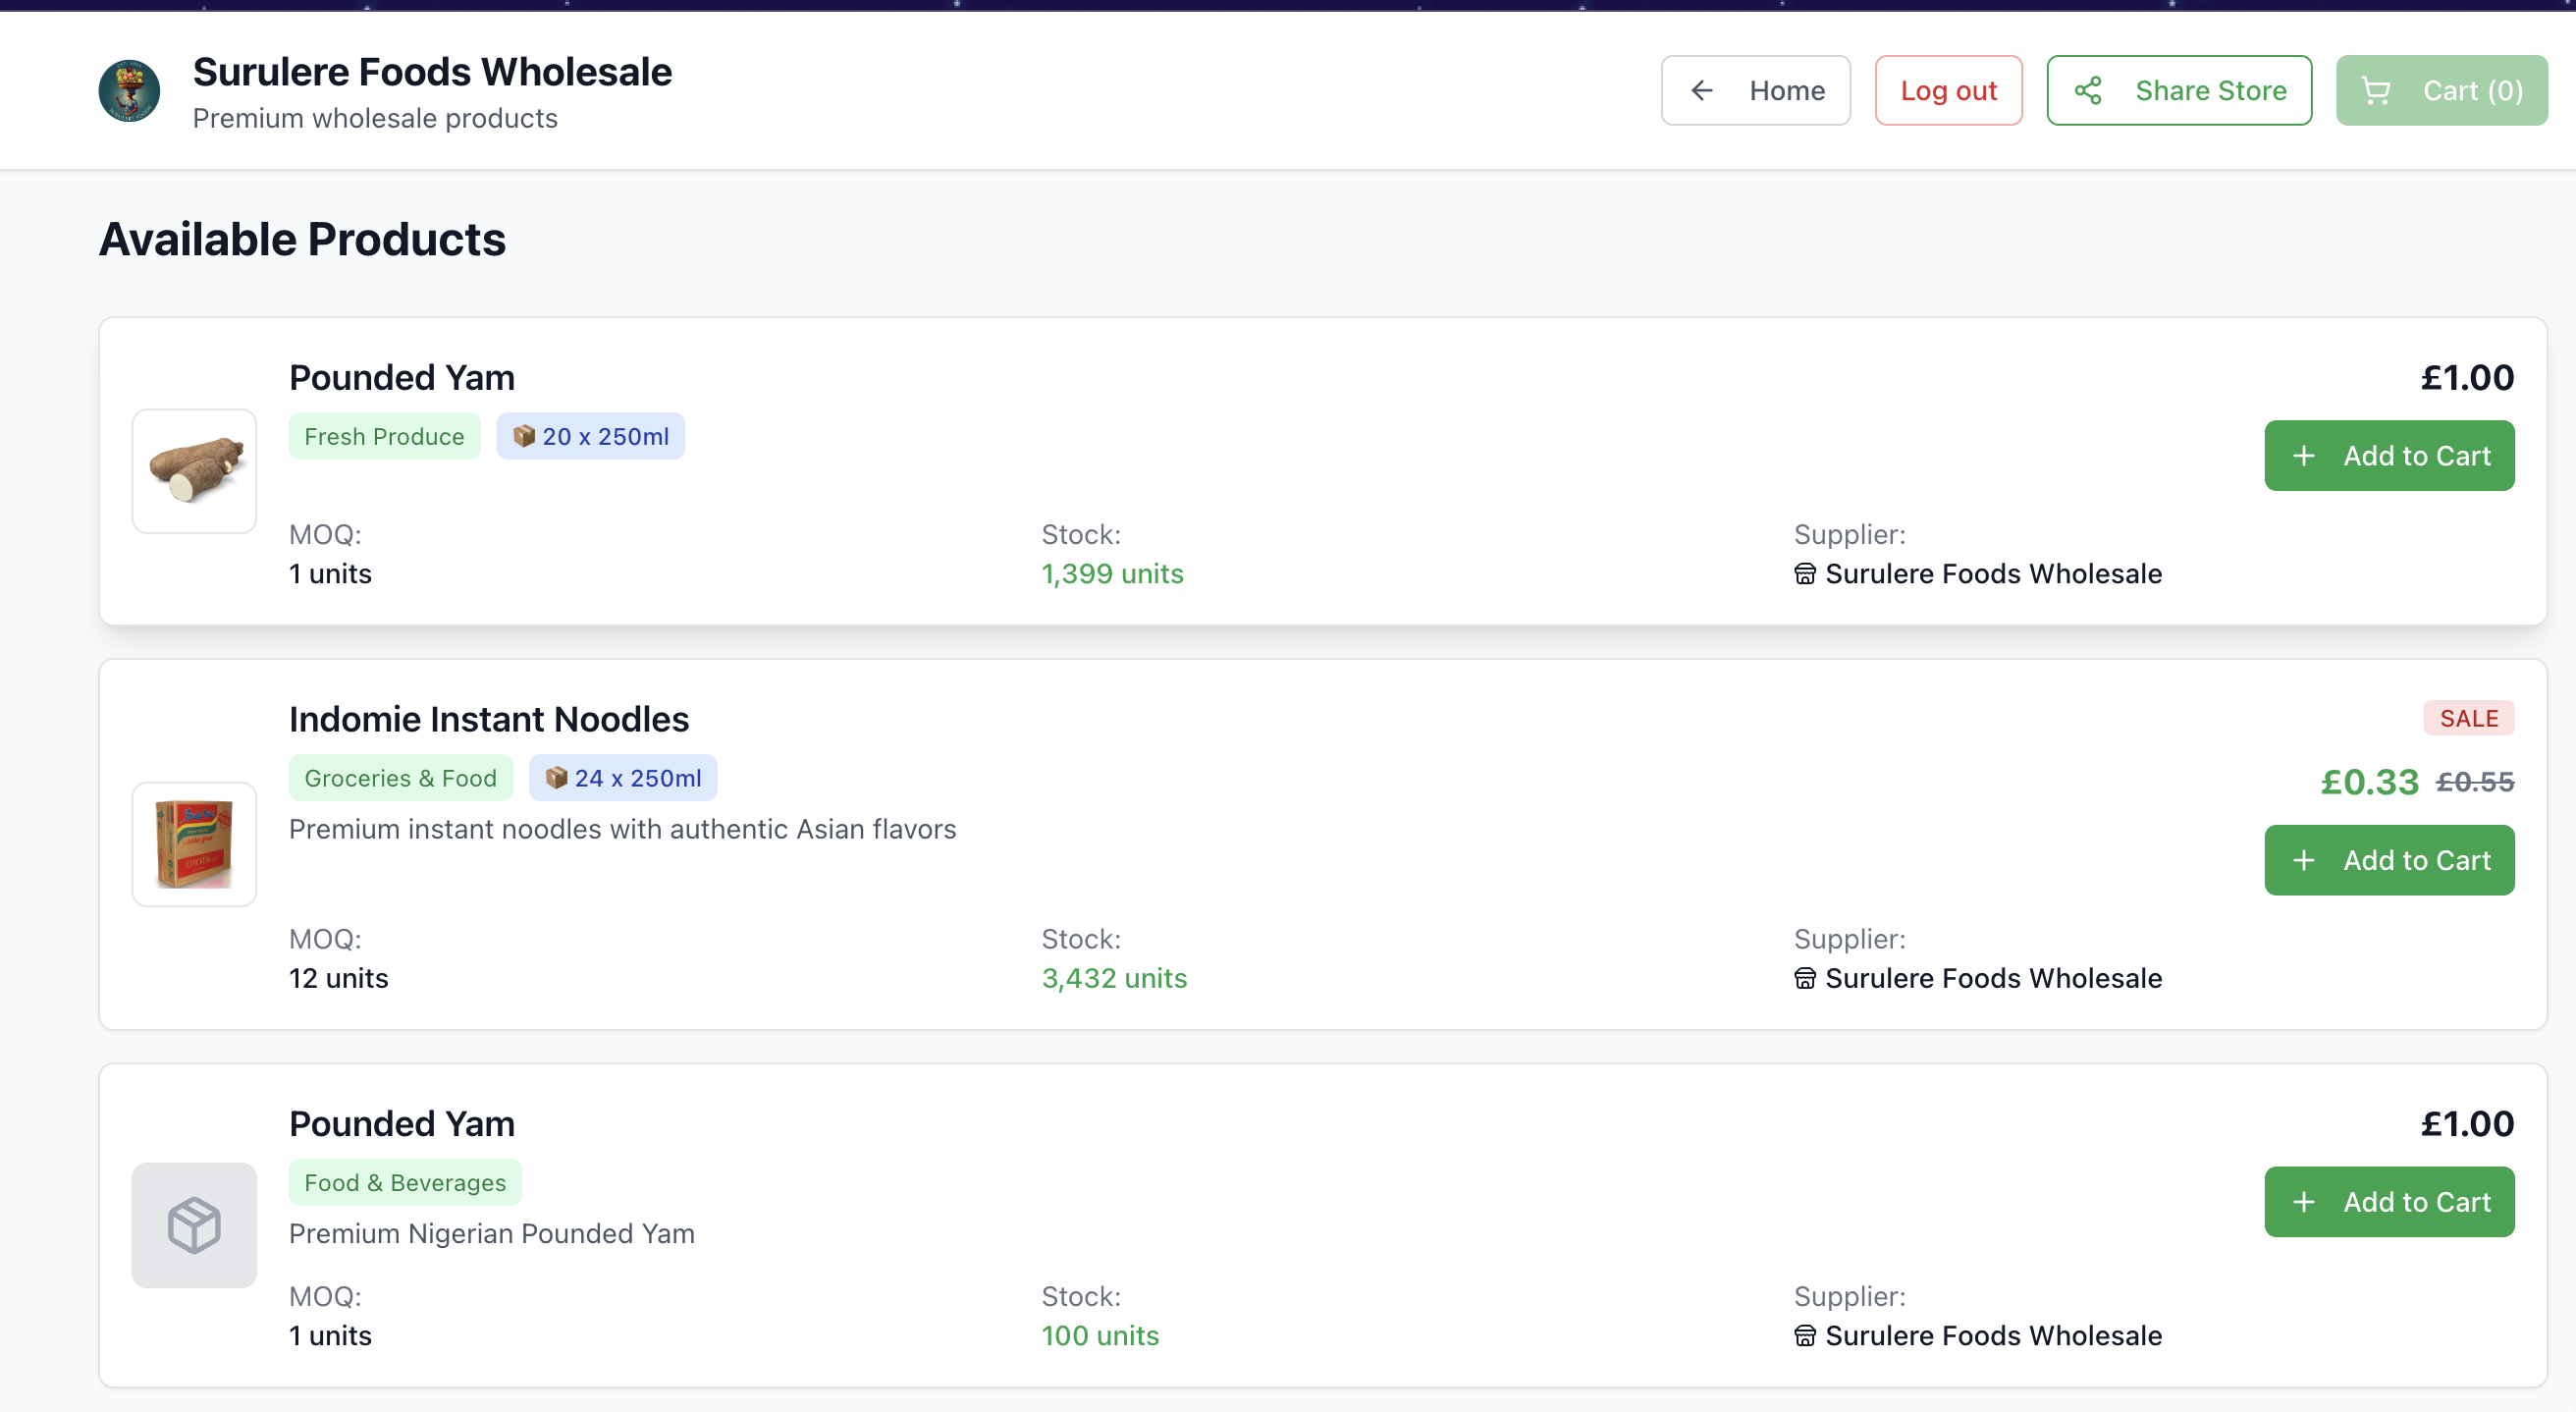 Surulere Foods Wholesale
Premium wholesale products
Home
Log out
Share Store
Cart (0)
Available Products
Pounded Yam
£1.00
Fresh Produce
20 x 250ml
Add to Cart
MOQ:
Stock:
Supplier:
1 units
1,399 units
Surulere Foods Wholesale
Indomie Instant Noodles
SALE
Groceries & Food
24 x 250ml
£0.33 £0.55
Premium instant noodles with authentic Asian flavors
Add to Cart
MOQ:
Stock:
Supplier:
12 units
3,432 units
Surulere Foods Wholesale
Pounded Yam
£1.00
Food & Beverages
Add to Cart
Premium Nigerian Pounded Yam
MOQ:
Stock:
Supplier:
1 units
100 units
Surulere Foods Wholesale